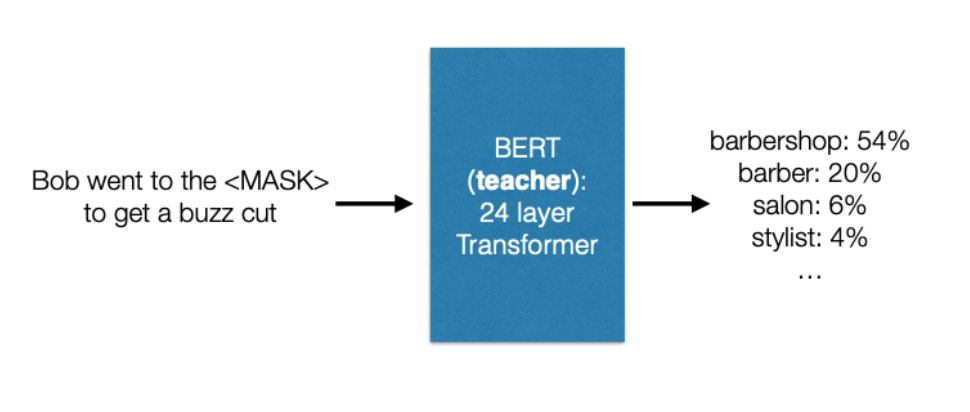 Bob went to the <MASK>
to get a buzz cut
BERT
(teacher):
24 layer
Transformer
barbershop: 54%
barber: 20%
salon: 6%
stylist: 4%
…